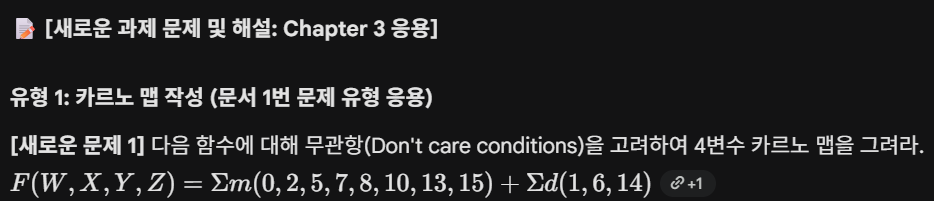 📝 [새로운 과제 문제 및 해설: Chapter 3 응용]
유형 1: 카르노 맵 작성 (문서 1번 문제 유형 응용)
[새로운 문제 1] 다음 함수에 대해 무관항(Don't care conditions)을 고려하여 4변수 카르노 맵을 그려라.
F(W, X, Y, Z) = Σm(0, 2, 5, 7, 8, 10, 13, 15) + Σd(1, 6, 14) +1